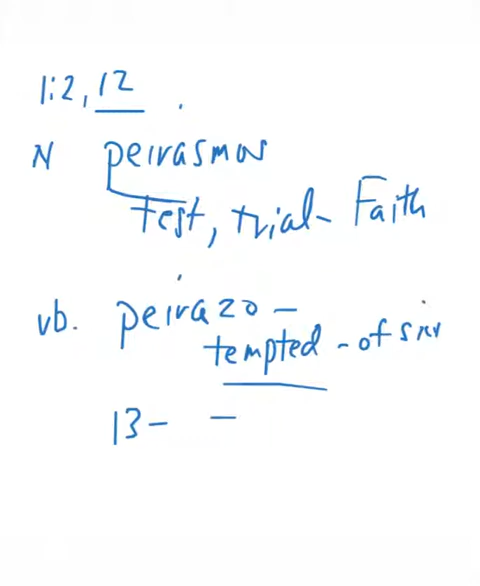 1:2, 12
N peirasmos
test, trial - Faith
vb. peirazo -
tempted - of sin
13 - -